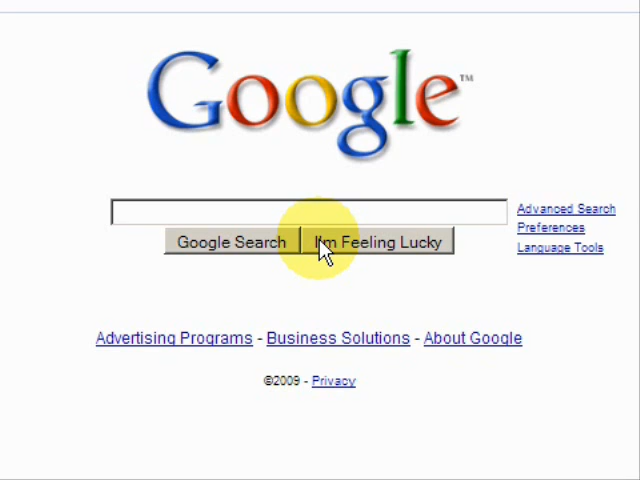 Google™
Advanced Search
Preferences
Google Search I'm Feeling Lucky
Language Tools
Advertising Programs - Business Solutions - About Google
©2009 - Privacy